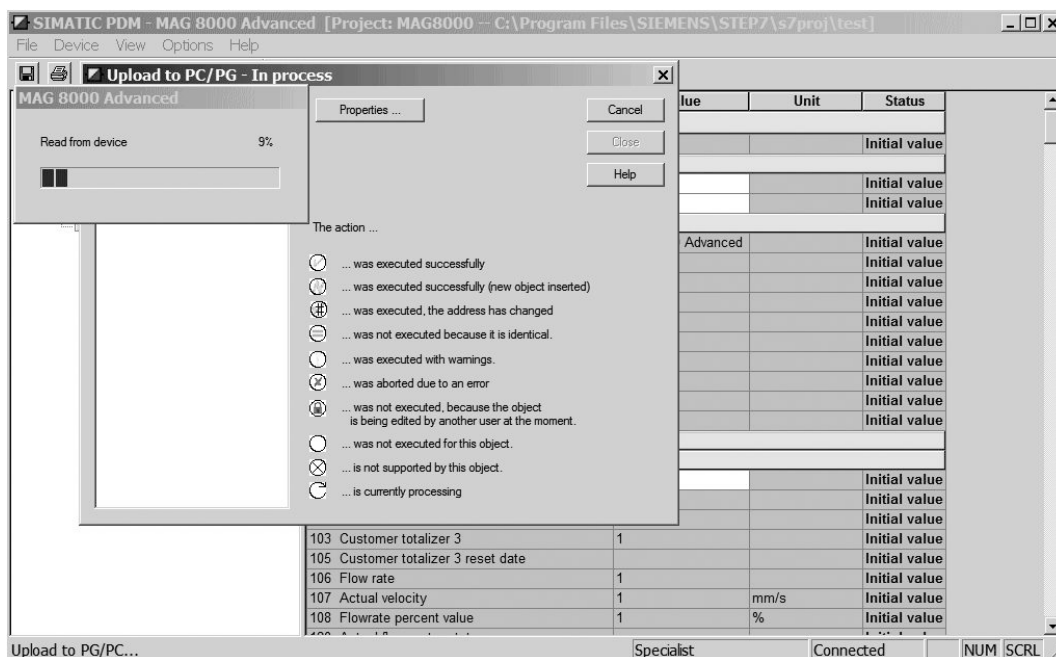 SIMATIC PDM - MAG 8000 Advanced [Project: MAG8000 -- C:\Program Files\SIEMENS\STEP7\s7proj\test]
File Device View Options Help
Upload to PC/PG - In process
MAG 8000 Advanced
Read from device 9%
Properties ...
Cancel
Close
Help
The action ...
... was executed successfully
... was executed successfully (new object inserted)
... was executed, the address has changed
... was not executed because it is identical.
... was executed with warnings.
... was aborted due to an error
... was not executed, because the object
is being edited by another user at the moment.
... was not executed for this object.
... is not supported by this object.
... is currently processing
lue Unit Status
Initial value
Initial value
Initial value
Advanced Initial value
Initial value
Initial value
Initial value
Initial value
Initial value
Initial value
Initial value
Initial value
Initial value
Initial value
Initial value
Initial value
103 Customer totalizer 3 1 Initial value
105 Customer totalizer 3 reset date Initial value
106 Flow rate 1 Initial value
107 Actual velocity 1 mm/s Initial value
108 Flowrate percent value 1 % Initial value
Upload to PG/PC... Specialist Connected NUM SCRL